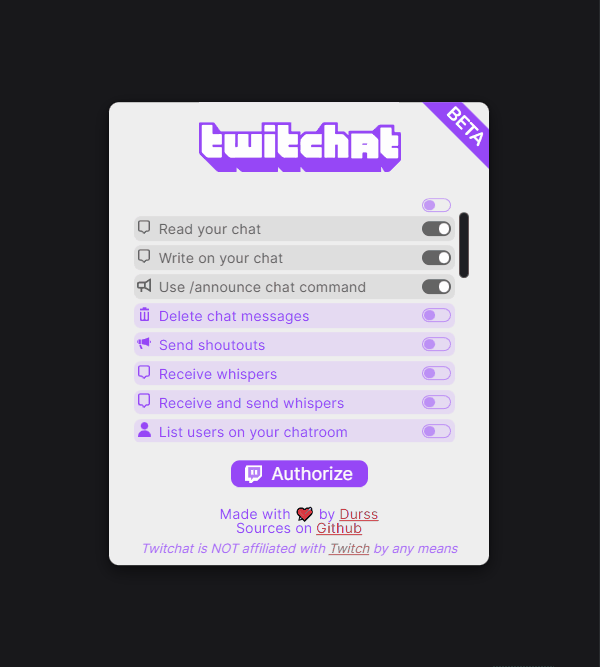 twitchat
BETA
Read your chat
Write on your chat
Use /announce chat command
Delete chat messages
Send shoutouts
Receive whispers
Receive and send whispers
List users on your chatroom
Authorize
Made with by Durss
Sources on Github
Twitchat is NOT affiliated with Twitch by any means